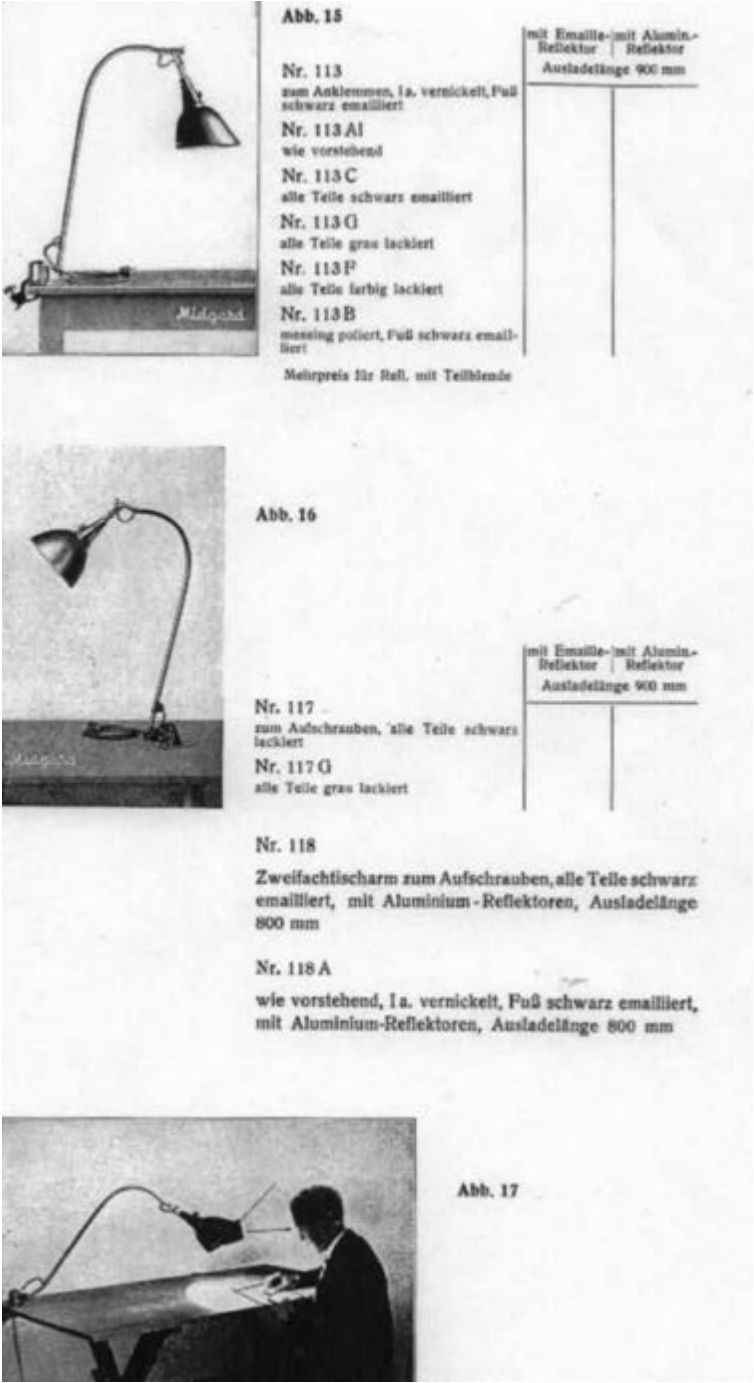 Abb. 15
mit Emaille-Reflektor
mit Alumin.-Reflektor
Ausladelänge 900 mm
Nr. 113
zum Anklemmen, I a. vernickelt, Fuß
schwarz emailliert
Nr. 113 Al
wie vorstehend
Nr. 113 C
alle Teile schwarz emailliert
Nr. 113 G
alle Teile grau lackiert
Nr. 113 F
alle Teile farbig lackiert
Nr. 113 B
messing poliert, Fuß schwarz email-
liert
Mehrpreis für Refl. mit Teilblende
Midgard
Abb. 16
mit Emaille-Reflektor
mit Alumin.-Reflektor
Ausladelänge 900 mm
Nr. 117
zum Aufschrauben, alle Teile schwarz
lackiert
Nr. 117 G
alle Teile grau lackiert
Midgard
Nr. 118
Zweifachtischarm zum Aufschrauben, alle Teile schwarz
emailliert, mit Aluminium-Reflektoren, Ausladelänge
800 mm
Nr. 118 A
wie vorstehend, I a. vernickelt, Fuß schwarz emailliert,
mit Aluminium-Reflektoren, Ausladelänge 800 mm
Abb. 17